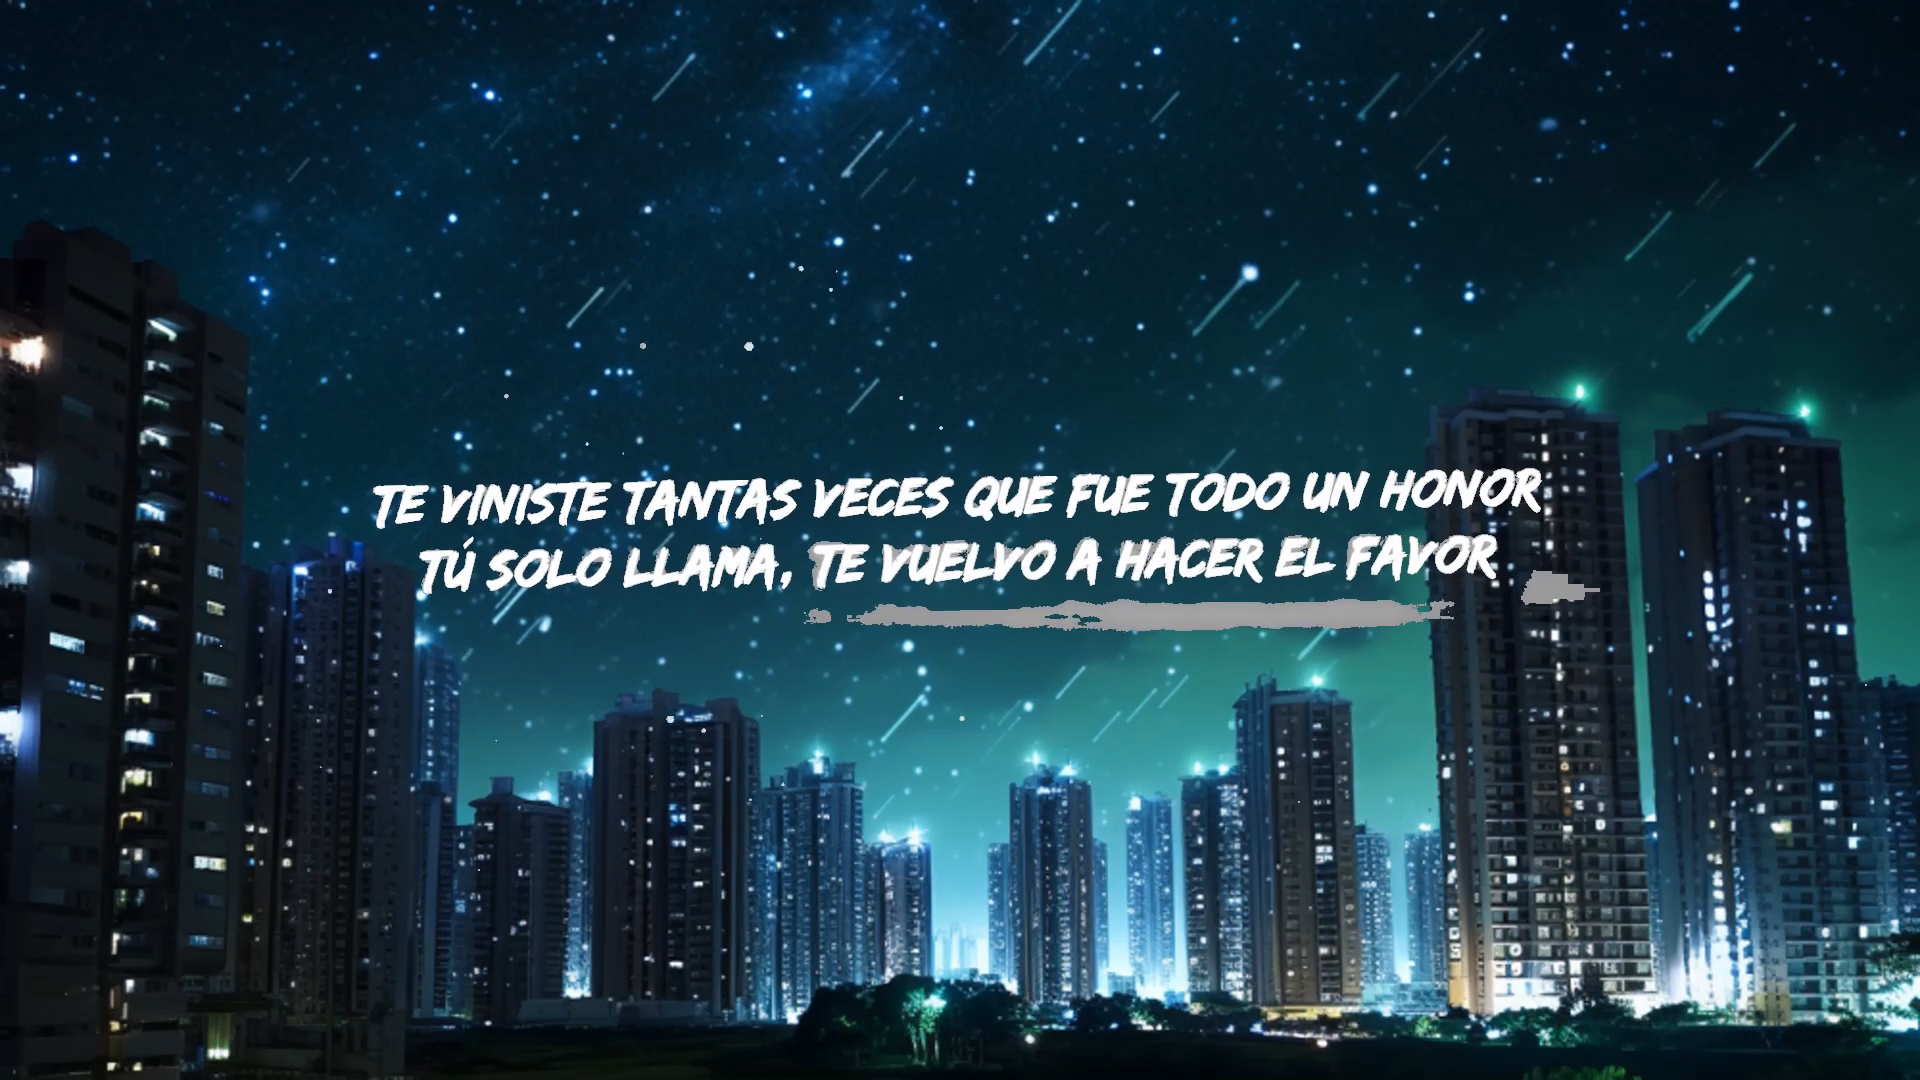 TE VINISTE TANTAS VECES QUE FUE TODO UN HONOR
TÚ SOLO LLAMA, TE VUELVO A HACER EL FAVOR